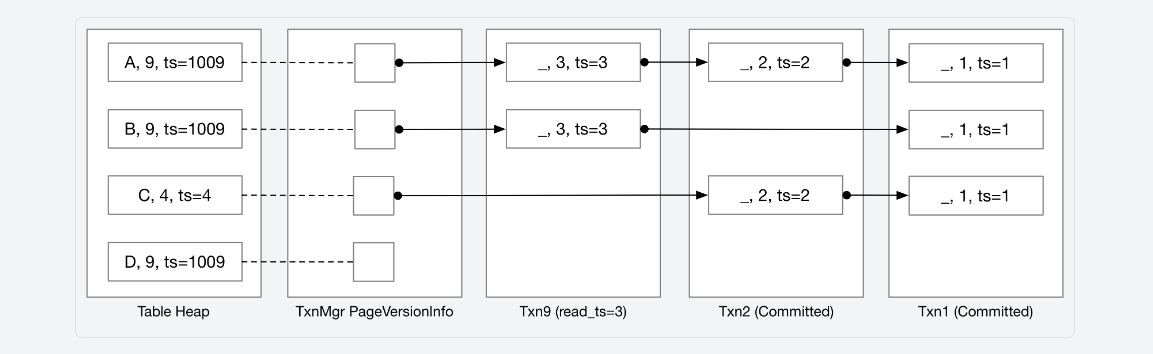 A, 9, ts=1009
_, 3, ts=3
_, 2, ts=2
_, 1, ts=1
B, 9, ts=1009
_, 3, ts=3
_, 1, ts=1
C, 4, ts=4
_, 2, ts=2
_, 1, ts=1
D, 9, ts=1009
Table Heap
TxnMgr PageVersionInfo
Txn9 (read_ts=3)
Txn2 (Committed)
Txn1 (Committed)